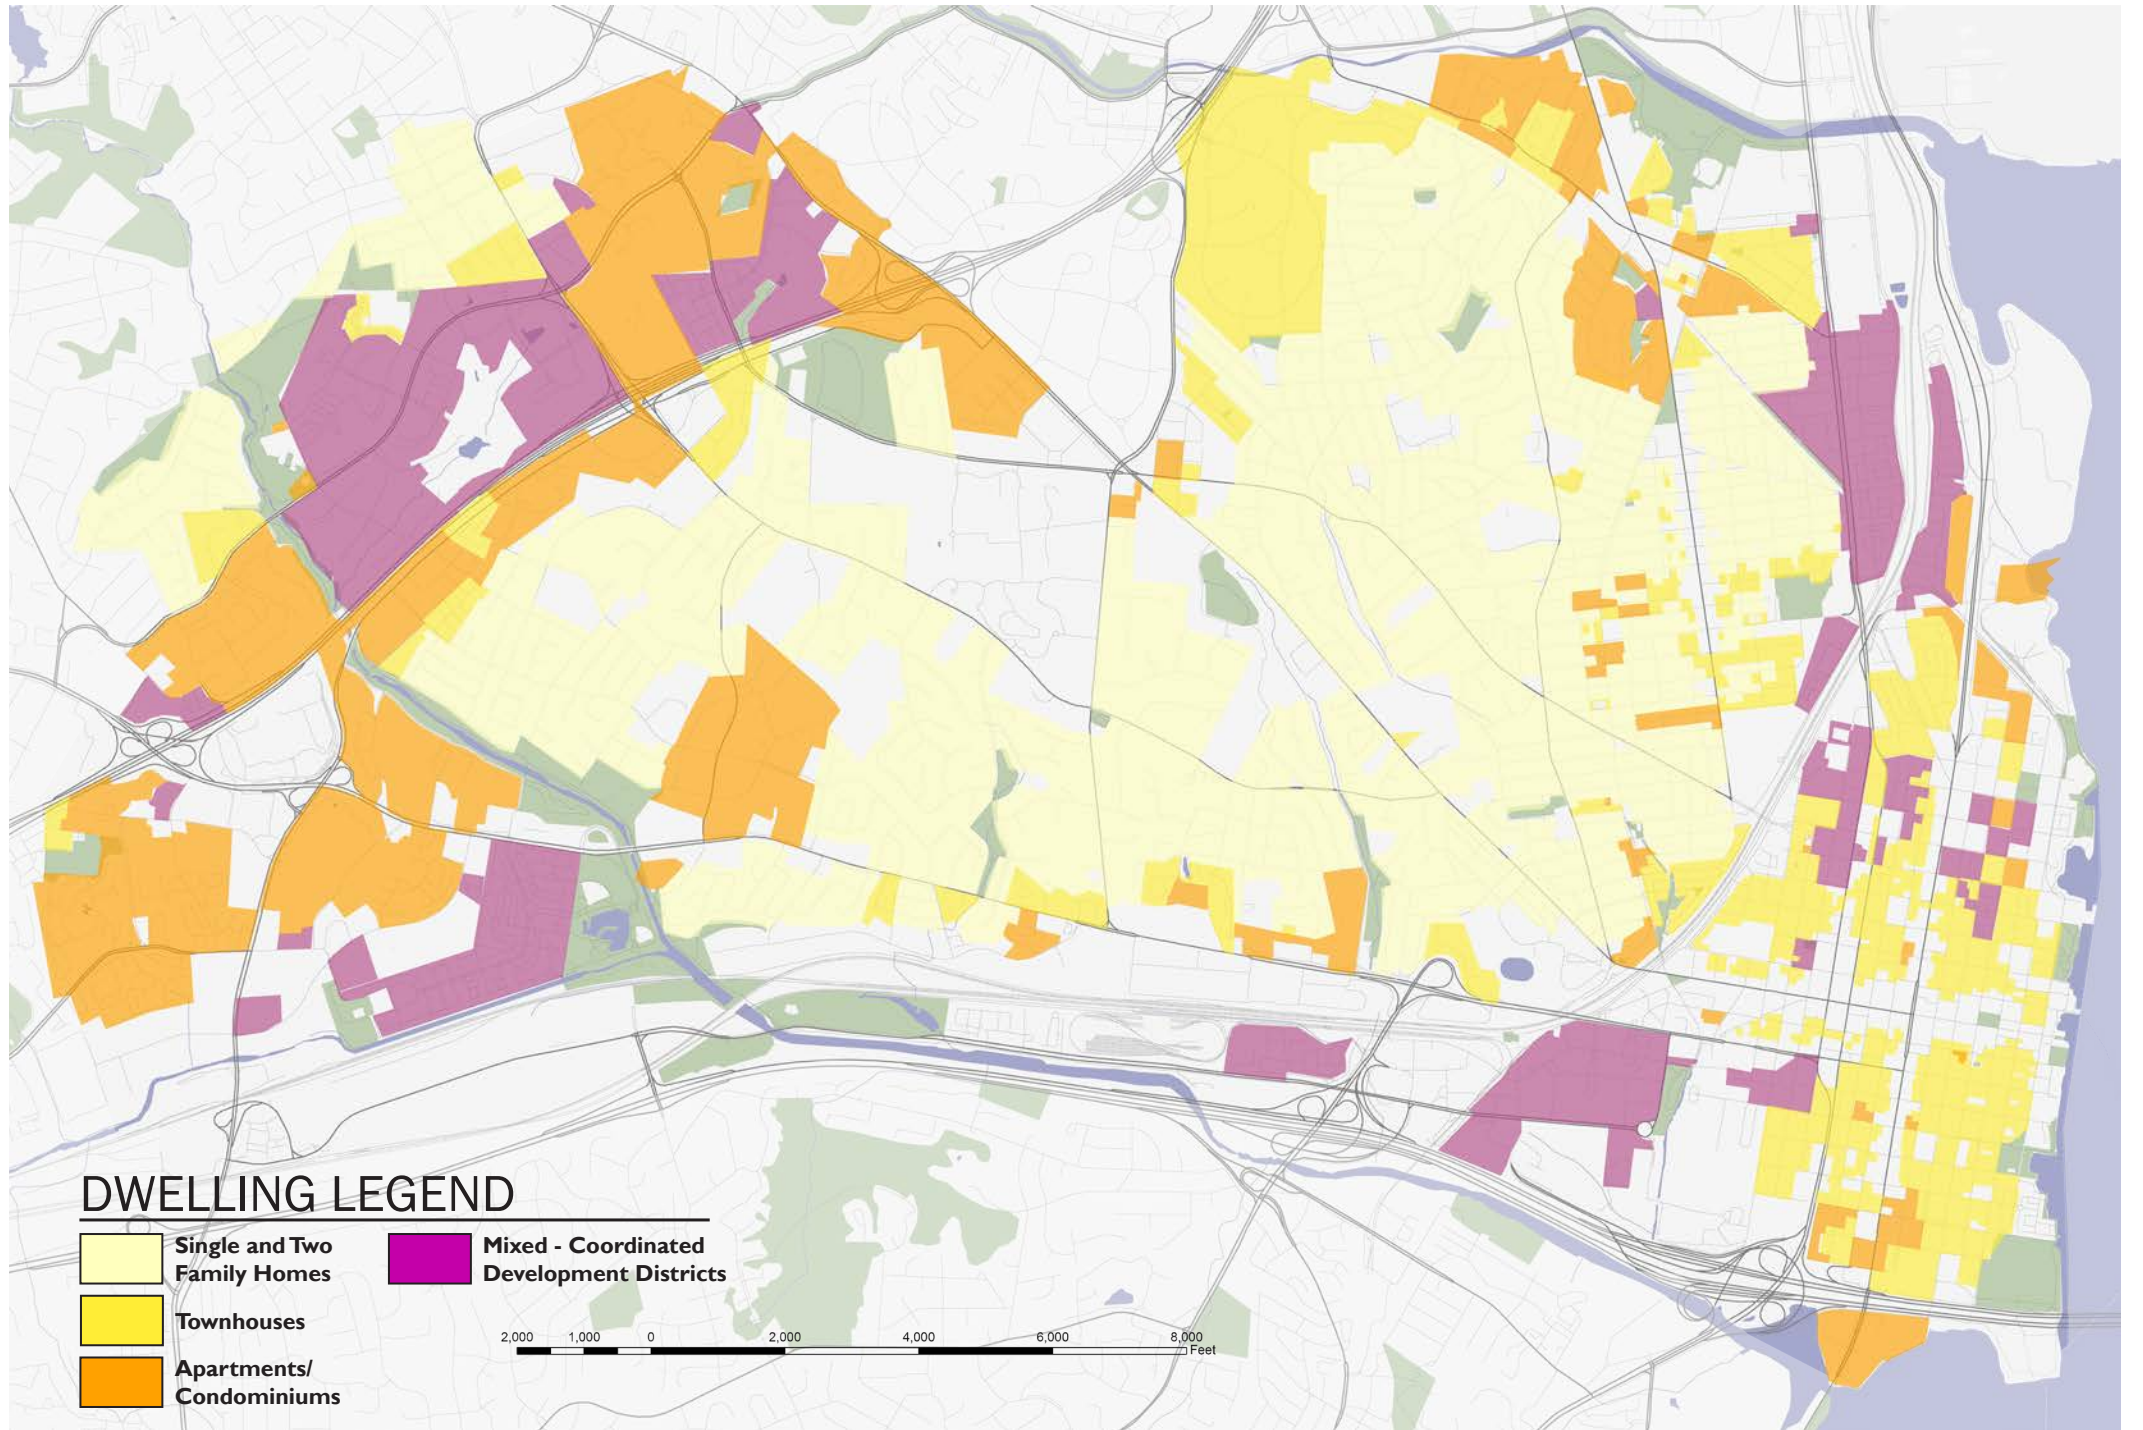 DWELLING LEGEND
Single and Two
Family Homes
Townhouses
Apartments/
Condominiums
Mixed - Coordinated
Development Districts
2,000 1,000 0 2,000 4,000 6,000 8,000
Feet